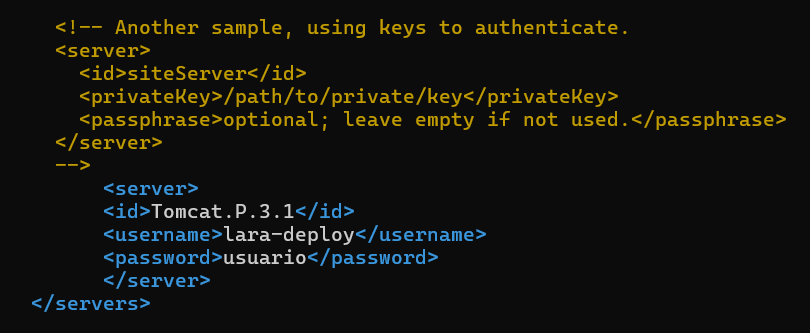 <!-- Another sample, using keys to authenticate.
<server>
<id>siteServer</id>
<privateKey>/path/to/private/key</privateKey>
<passphrase>optional; leave empty if not used.</passphrase>
</server>
-->
<server>
<id>Tomcat.P.3.1</id>
<username>lara-deploy</username>
<password>usuario</password>
</server>
</servers>